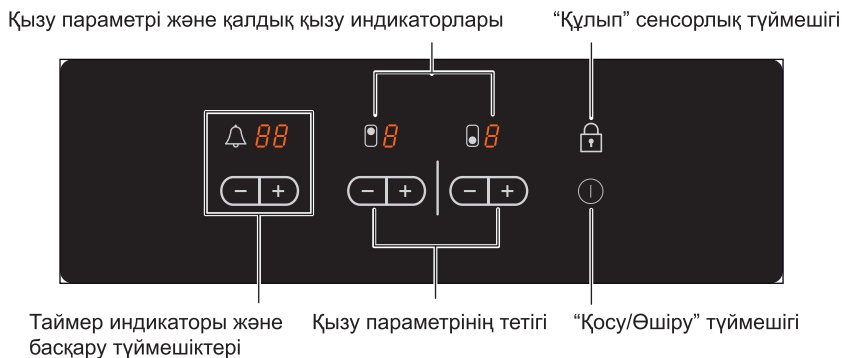 Қызу параметрі және қалдық қызу индикаторлары
“Құлып” сенсорлық түймешігі
88
8
8
− +
− +
− +
Таймер индикаторы және
басқару түймешіктері
Қызу параметрінің тетігі
“Қосу/Өшіру” түймешігі